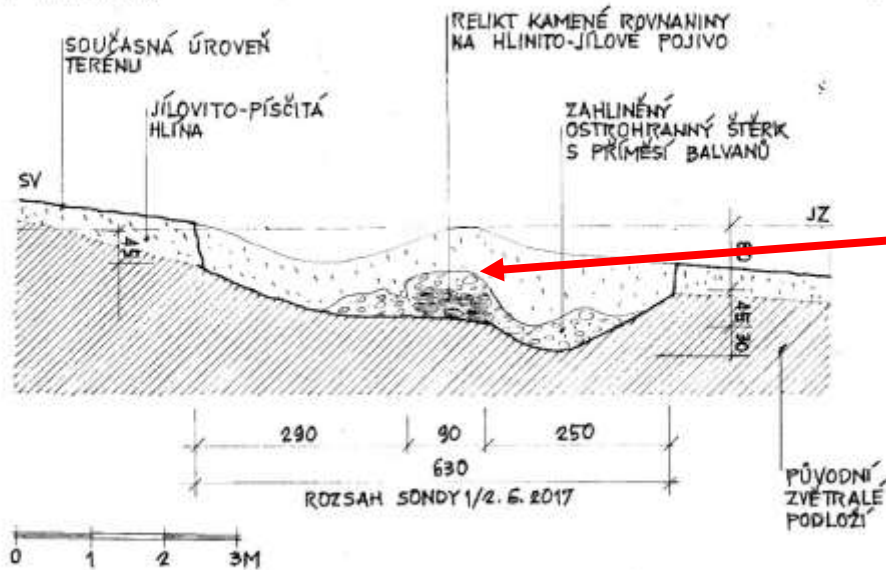 RELIKT KAMENÉ ROVNANINY
NA HLINITO-JÍLOVÉ POJIVO
SOUČASNÁ ÚROVEŇ
TERÉNU
JÍLOVITO-PÍSČITÁ
HLÍNA
ZAHLINĚNÝ
OSTROHRANNÝ ŠTĚRK
S PŘÍMĚSÍ BALVANŮ
SV
JZ
45
60
45
30
290
90
250
630
ROZSAH SONDY 1/2.6.2017
PŮVODNÍ
ZVĚTRALÉ
PODLOŽÍ
0 1 2 3M